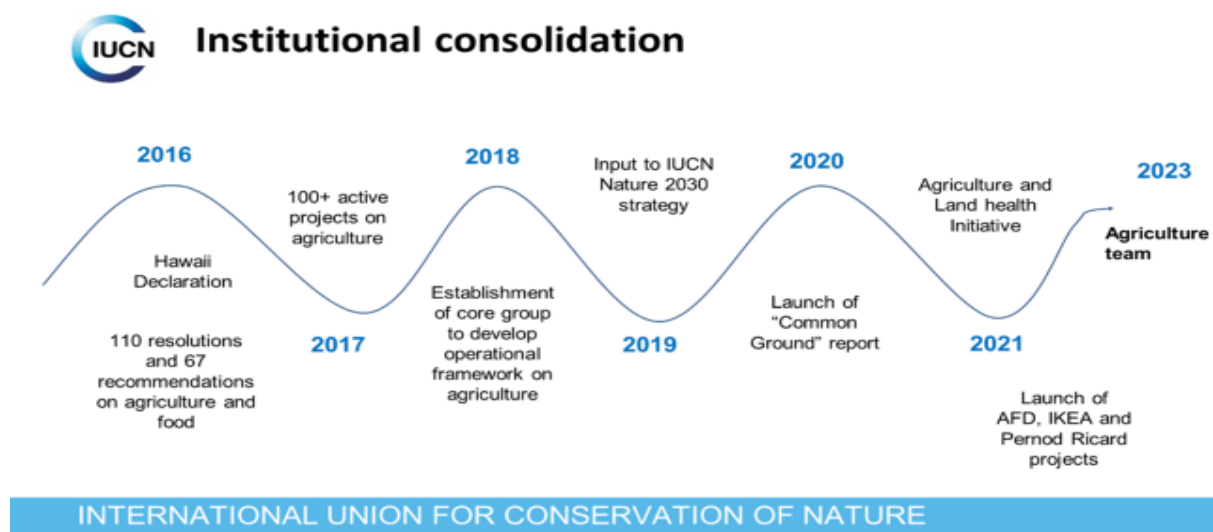 IUCN
Institutional consolidation
2016
Hawaii
Declaration
110 resolutions
and 67
recommendations
on agriculture and
food
100+ active
projects on
agriculture
2017
2018
Establishment
of core group
to develop
operational
framework on
agriculture
Input to IUCN
Nature 2030
strategy
2019
2020
Launch of
“Common
Ground” report
Agriculture and
Land health
Initiative
2021
Launch of
AFD, IKEA and
Pernod Ricard
projects
2023
Agriculture
team
INTERNATIONAL UNION FOR CONSERVATION OF NATURE